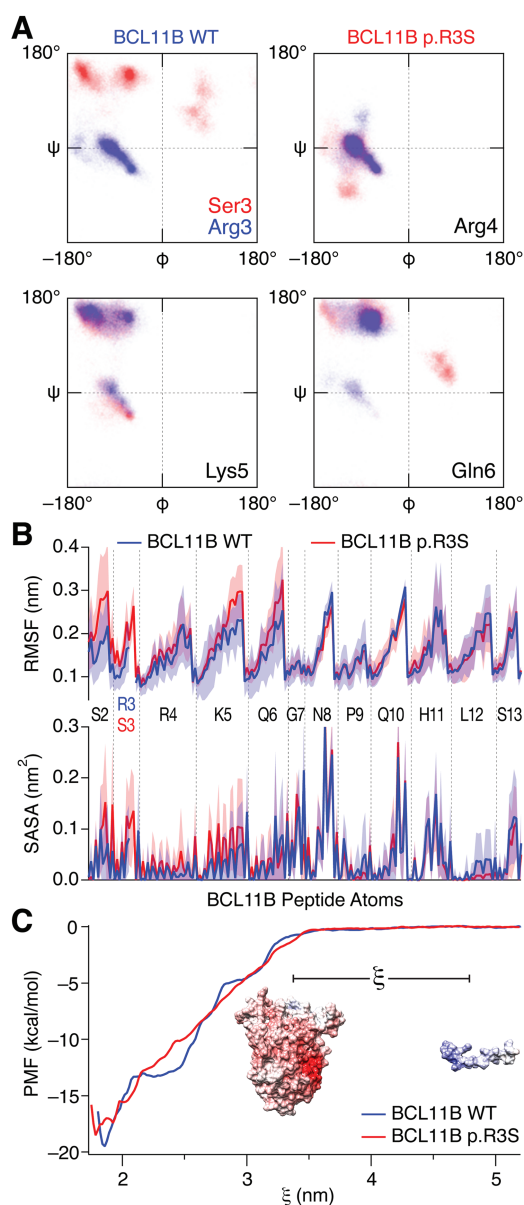 A
BCL11B WT BCL11B p.R3S
180° 180°
ψ ψ
Ser3
Arg3 Arg4
−180° ϕ 180° −180° ϕ 180°
180° 180°
ψ ψ
Lys5 Gln6
−180° ϕ 180° −180° ϕ 180°
B
BCL11B WT BCL11B p.R3S
0.4
0.3
0.2
0.1
RMSF (nm)
S2 R3 S3 R4 K5 Q6 G7 N8 P9 Q10 H11 L12 S13
0.3
0.2
0.1
0.0
SASA (nm²)
BCL11B Peptide Atoms
C
0
−5
−10
−15
−20
PMF (kcal/mol)
ξ
BCL11B WT
BCL11B p.R3S
2 3 4 5
ξ (nm)